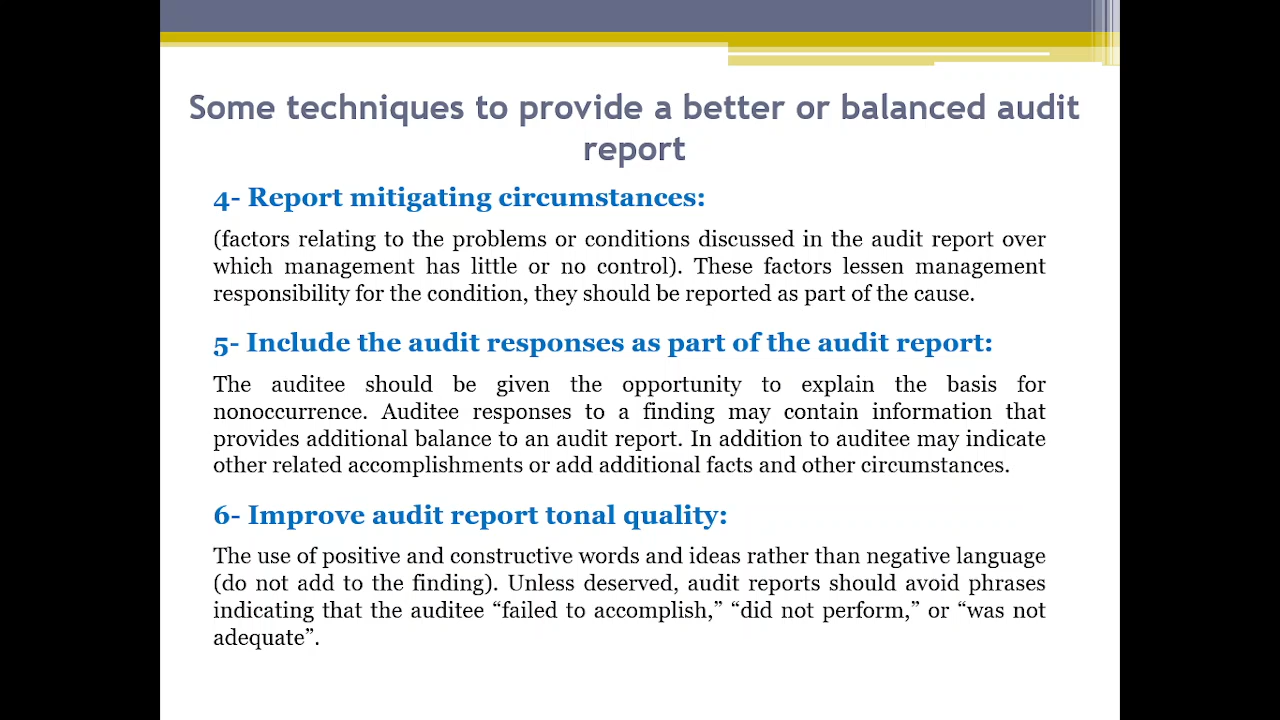 Some techniques to provide a better or balanced audit
report
4- Report mitigating circumstances:
(factors relating to the problems or conditions discussed in the audit report over
which management has little or no control). These factors lessen management
responsibility for the condition, they should be reported as part of the cause.
5- Include the audit responses as part of the audit report:
The auditee should be given the opportunity to explain the basis for
nonoccurrence. Auditee responses to a finding may contain information that
provides additional balance to an audit report. In addition to auditee may indicate
other related accomplishments or add additional facts and other circumstances.
6- Improve audit report tonal quality:
The use of positive and constructive words and ideas rather than negative language
(do not add to the finding). Unless deserved, audit reports should avoid phrases
indicating that the auditee “failed to accomplish,” “did not perform,” or “was not
adequate”.